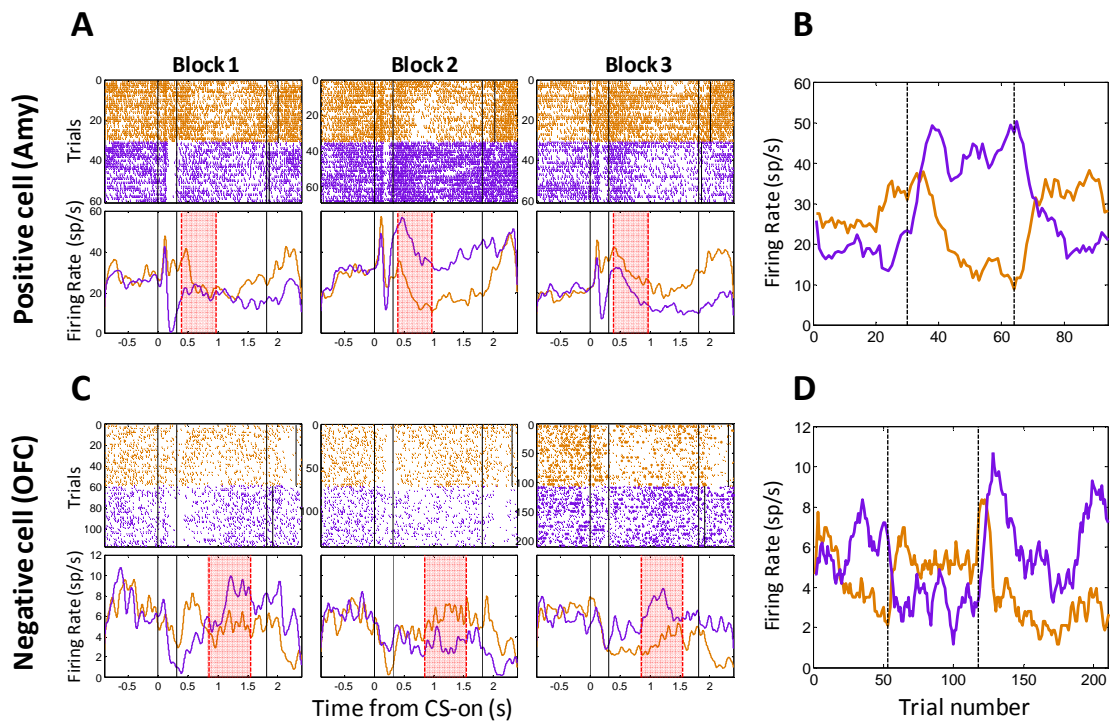 A
B
Block 1
Block 2
Block 3
Positive cell (Amy)
Trials
0
20
40
60
0
20
40
60
0
20
40
60
Firing Rate (sp/s)
60
40
20
0
-0.5 0 0.5 1 1.5 2
-0.5 0 0.5 1 1.5 2
-0.5 0 0.5 1 1.5 2
Firing Rate (sp/s)
60
50
40
30
20
10
0
0 20 40 60 80
C
D
Negative cell (OFC)
Trials
0
20
40
60
80
100
0
50
100
0
50
100
150
200
Firing Rate (sp/s)
12
10
8
6
4
2
0
-0.5 0 0.5 1 1.5 2
-0.5 0 0.5 1 1.5 2
-0.5 0 0.5 1 1.5 2
Time from CS-on (s)
Firing Rate (sp/s)
12
10
8
6
4
2
0
0 50 100 150 200
Trial number